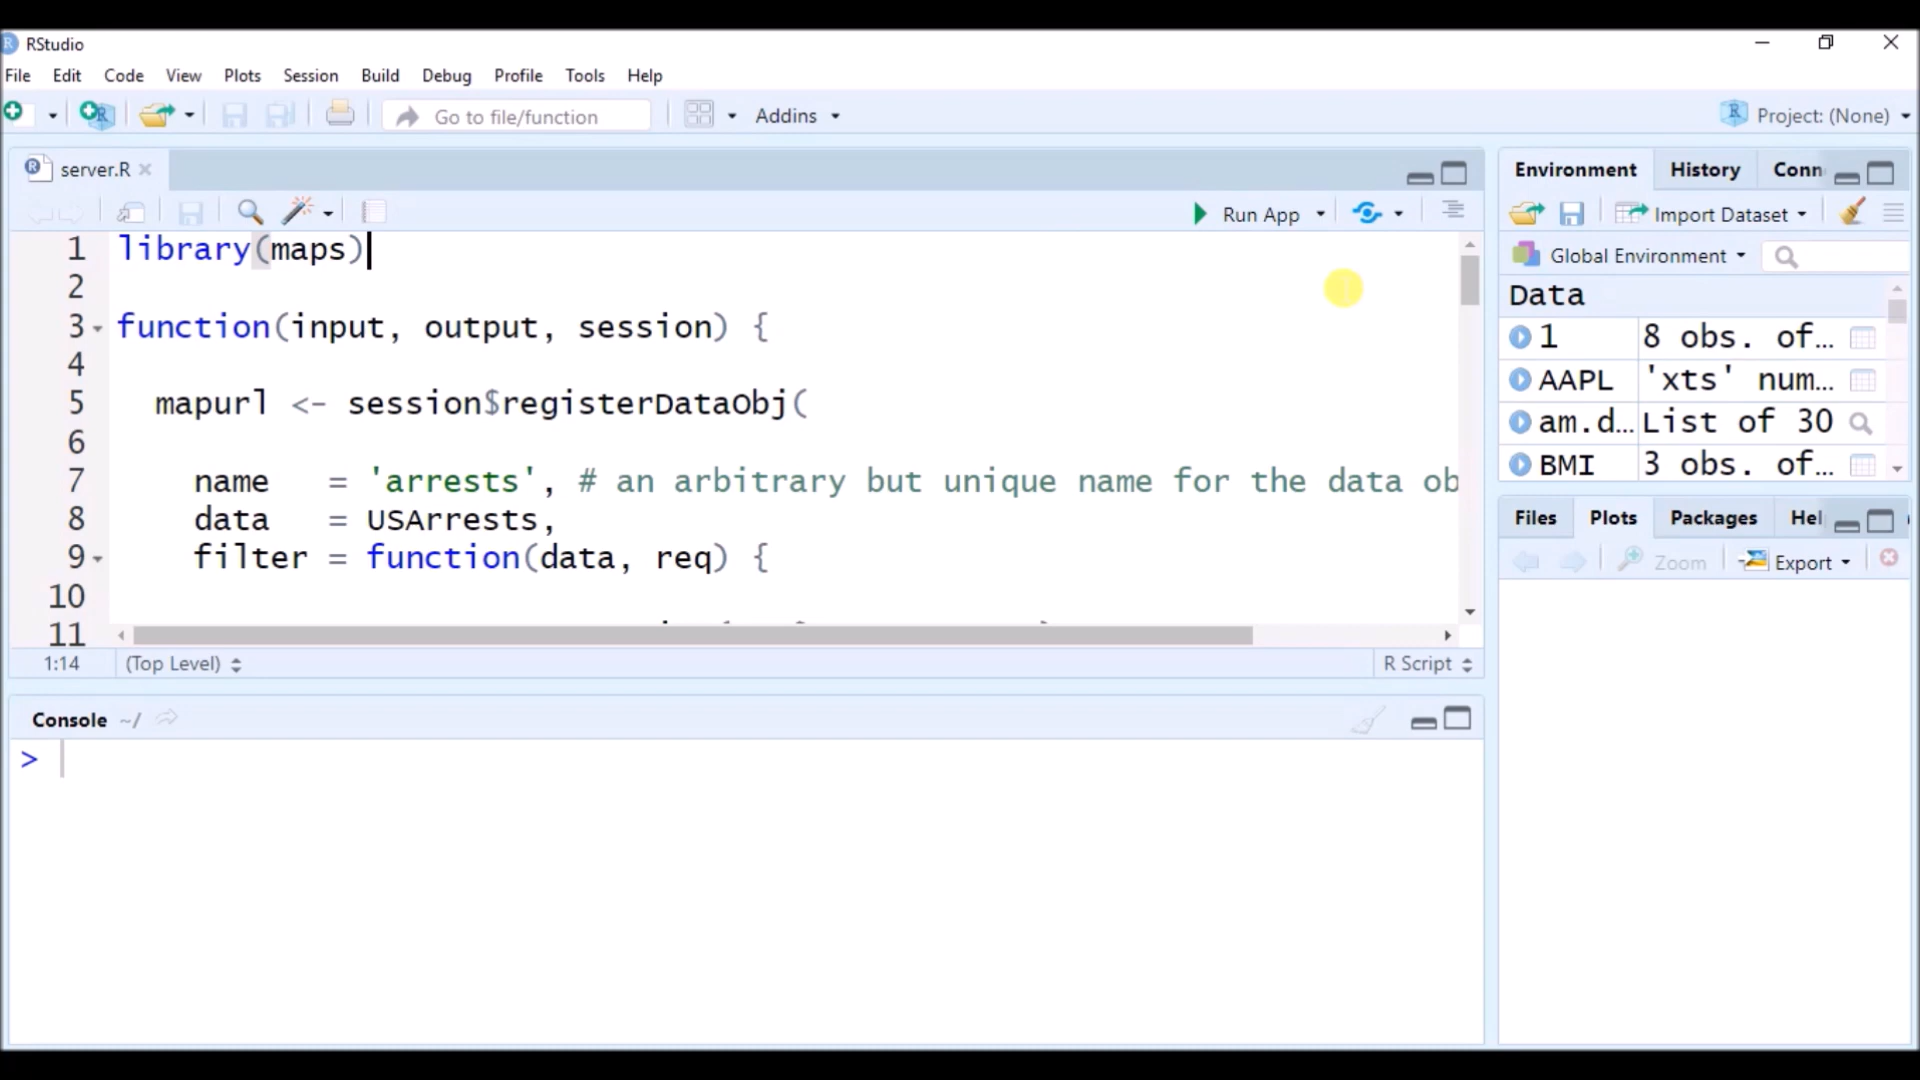 RStudio
File Edit Code View Plots Session Build Debug Profile Tools Help
Go to file/function Addins Project: (None)
server.R
Run App
1 library(maps)
2
3 function(input, output, session) {
4
5 mapurl <- session$registerDataObj(
6
7 name = 'arrests', # an arbitrary but unique name for the data ob
8 data = USArrests,
9 filter = function(data, req) {
10
11
1:14 (Top Level) R Script
Console ~/
>
Environment History Conn
Import Dataset
Global Environment
Data
1 8 obs. of…
AAPL 'xts' num…
am.d… List of 30
BMI 3 obs. of…
Files Plots Packages Hel
Zoom Export